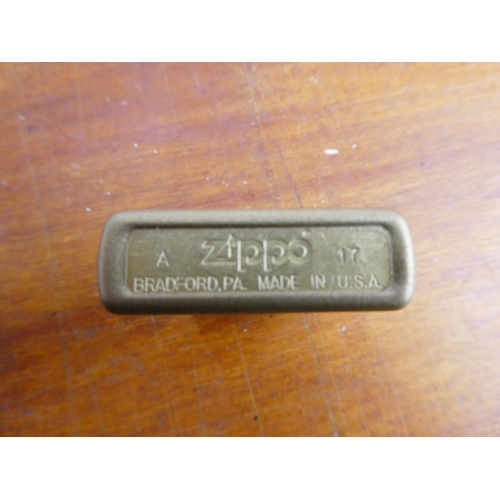 A Zippo 17
BRADFORD, PA. MADE IN U.S.A.